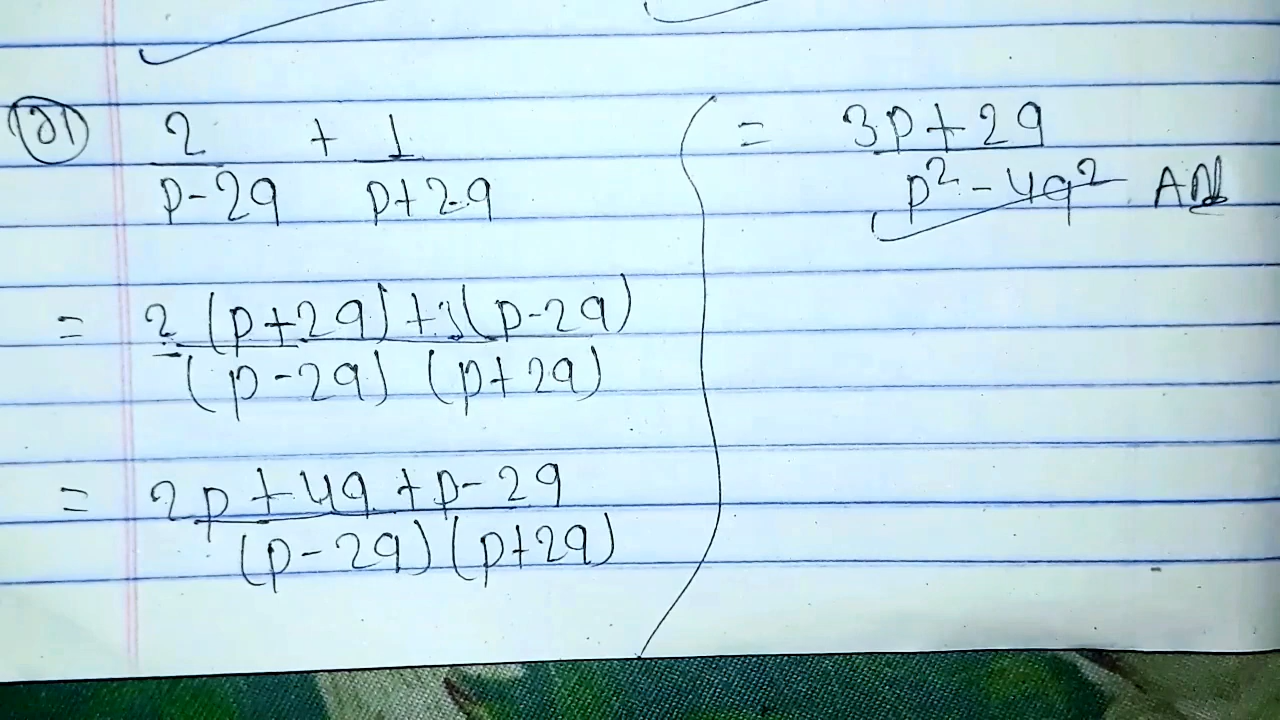 (21) 2/(p-2q) + 1/(p+2q)
= (2(p+2q)+1(p-2q))/((p-2q)(p+2q))
= (2p+4q+p-2q)/((p-2q)(p+2q))
= (3p+2q)/(p²-4q²) Ans